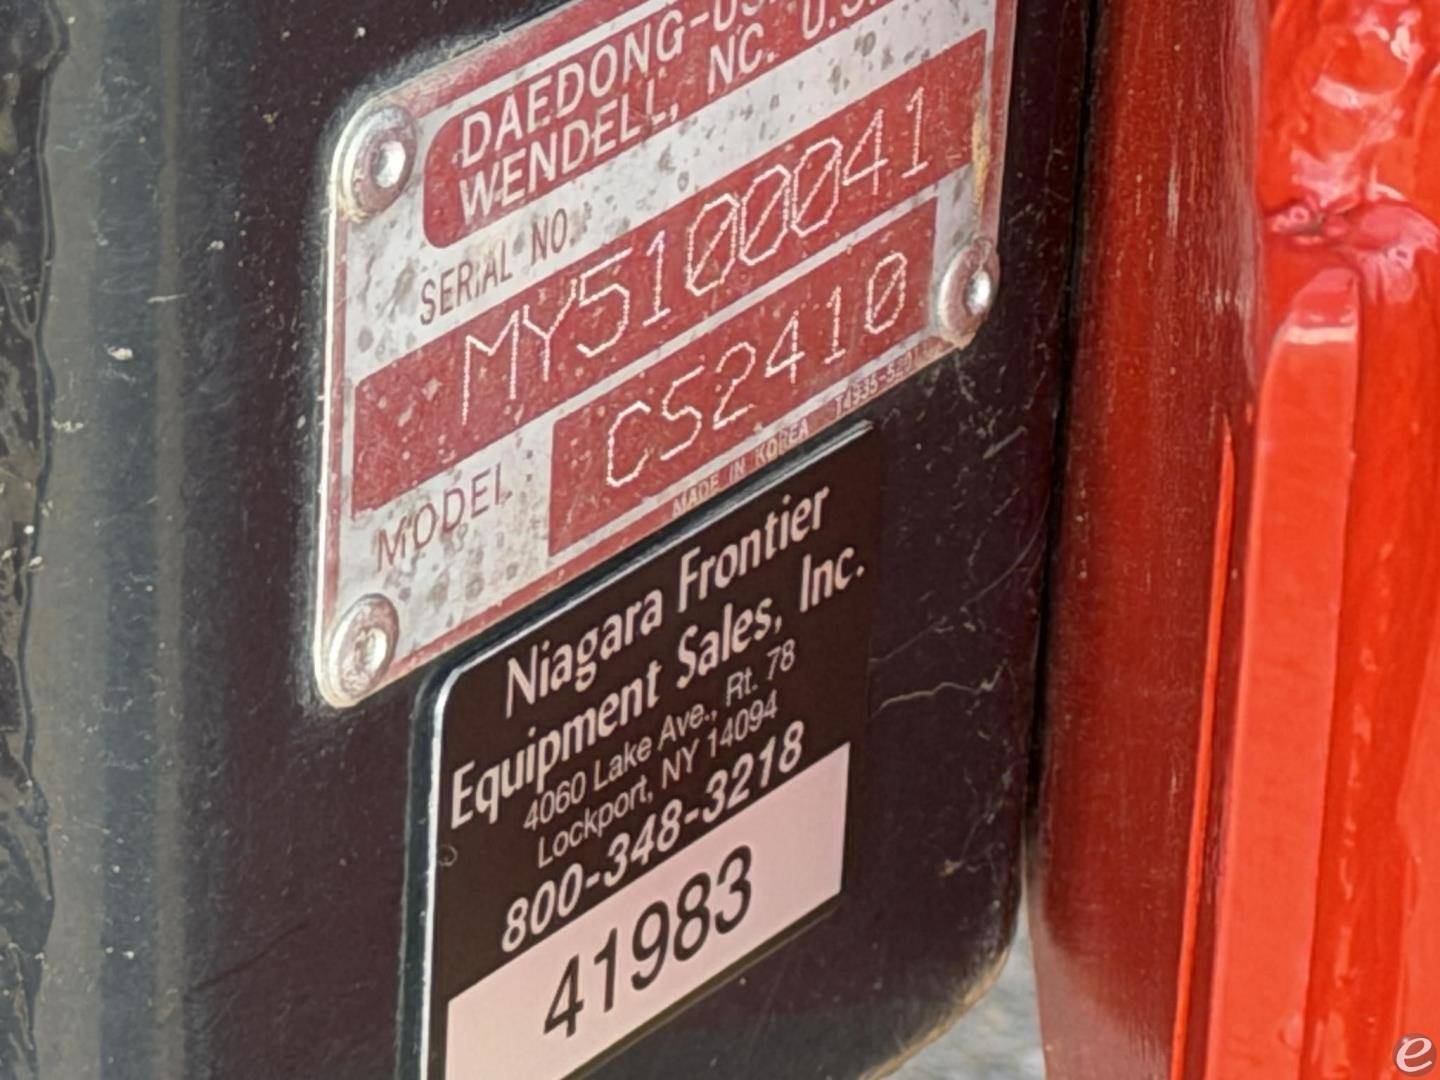 DAEDONG-US
WENDELL, NC. U.S.
SERIAL NO.
MY5100041
MODEL CS2410
MADE IN KOREA
Niagara Frontier
Equipment Sales, Inc.
4060 Lake Ave., Rt. 78
Lockport, NY 14094
800-348-3218
41983
e